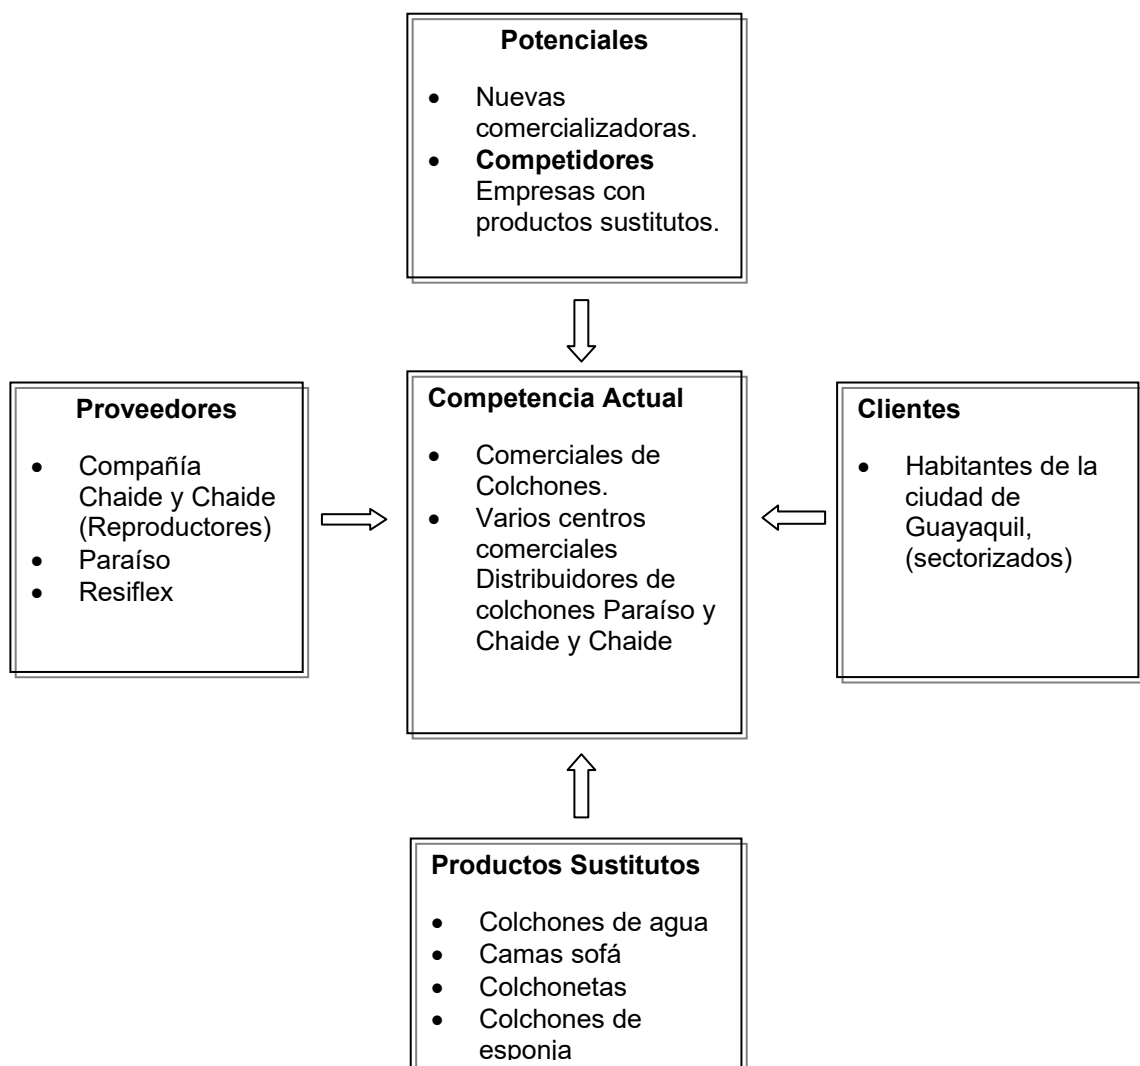 Potenciales
• Nuevas
comercializadoras.
• Competidores
Empresas con
productos sustitutos.
Proveedores
• Compañía
Chaide y Chaide
(Reproductores)
• Paraíso
• Resiflex
Competencia Actual
• Comerciales de
Colchones.
• Varios centros
comerciales
Distribuidores de
colchones Paraíso y
Chaide y Chaide
Clientes
• Habitantes de la
ciudad de
Guayaquil,
(sectorizados)
Productos Sustitutos
• Colchones de agua
• Camas sofá
• Colchonetas
• Colchones de
esponja